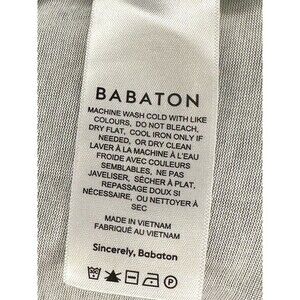 BABATON
MACHINE WASH COLD WITH LIKE
COLOURS, DO NOT BLEACH,
DRY FLAT, COOL IRON ONLY IF
NEEDED, OR DRY CLEAN
LAVER À LA MACHINE À L'EAU
FROIDE AVEC COULEURS
SEMBLABLES, NE PAS
JAVELISER, SÉCHER À PLAT,
REPASSAGE DOUX SI
NÉCESSAIRE, OU NETTOYER À
SEC
MADE IN VIETNAM
FABRIQUÉ AU VIETNAM
Sincerely, Babaton
P